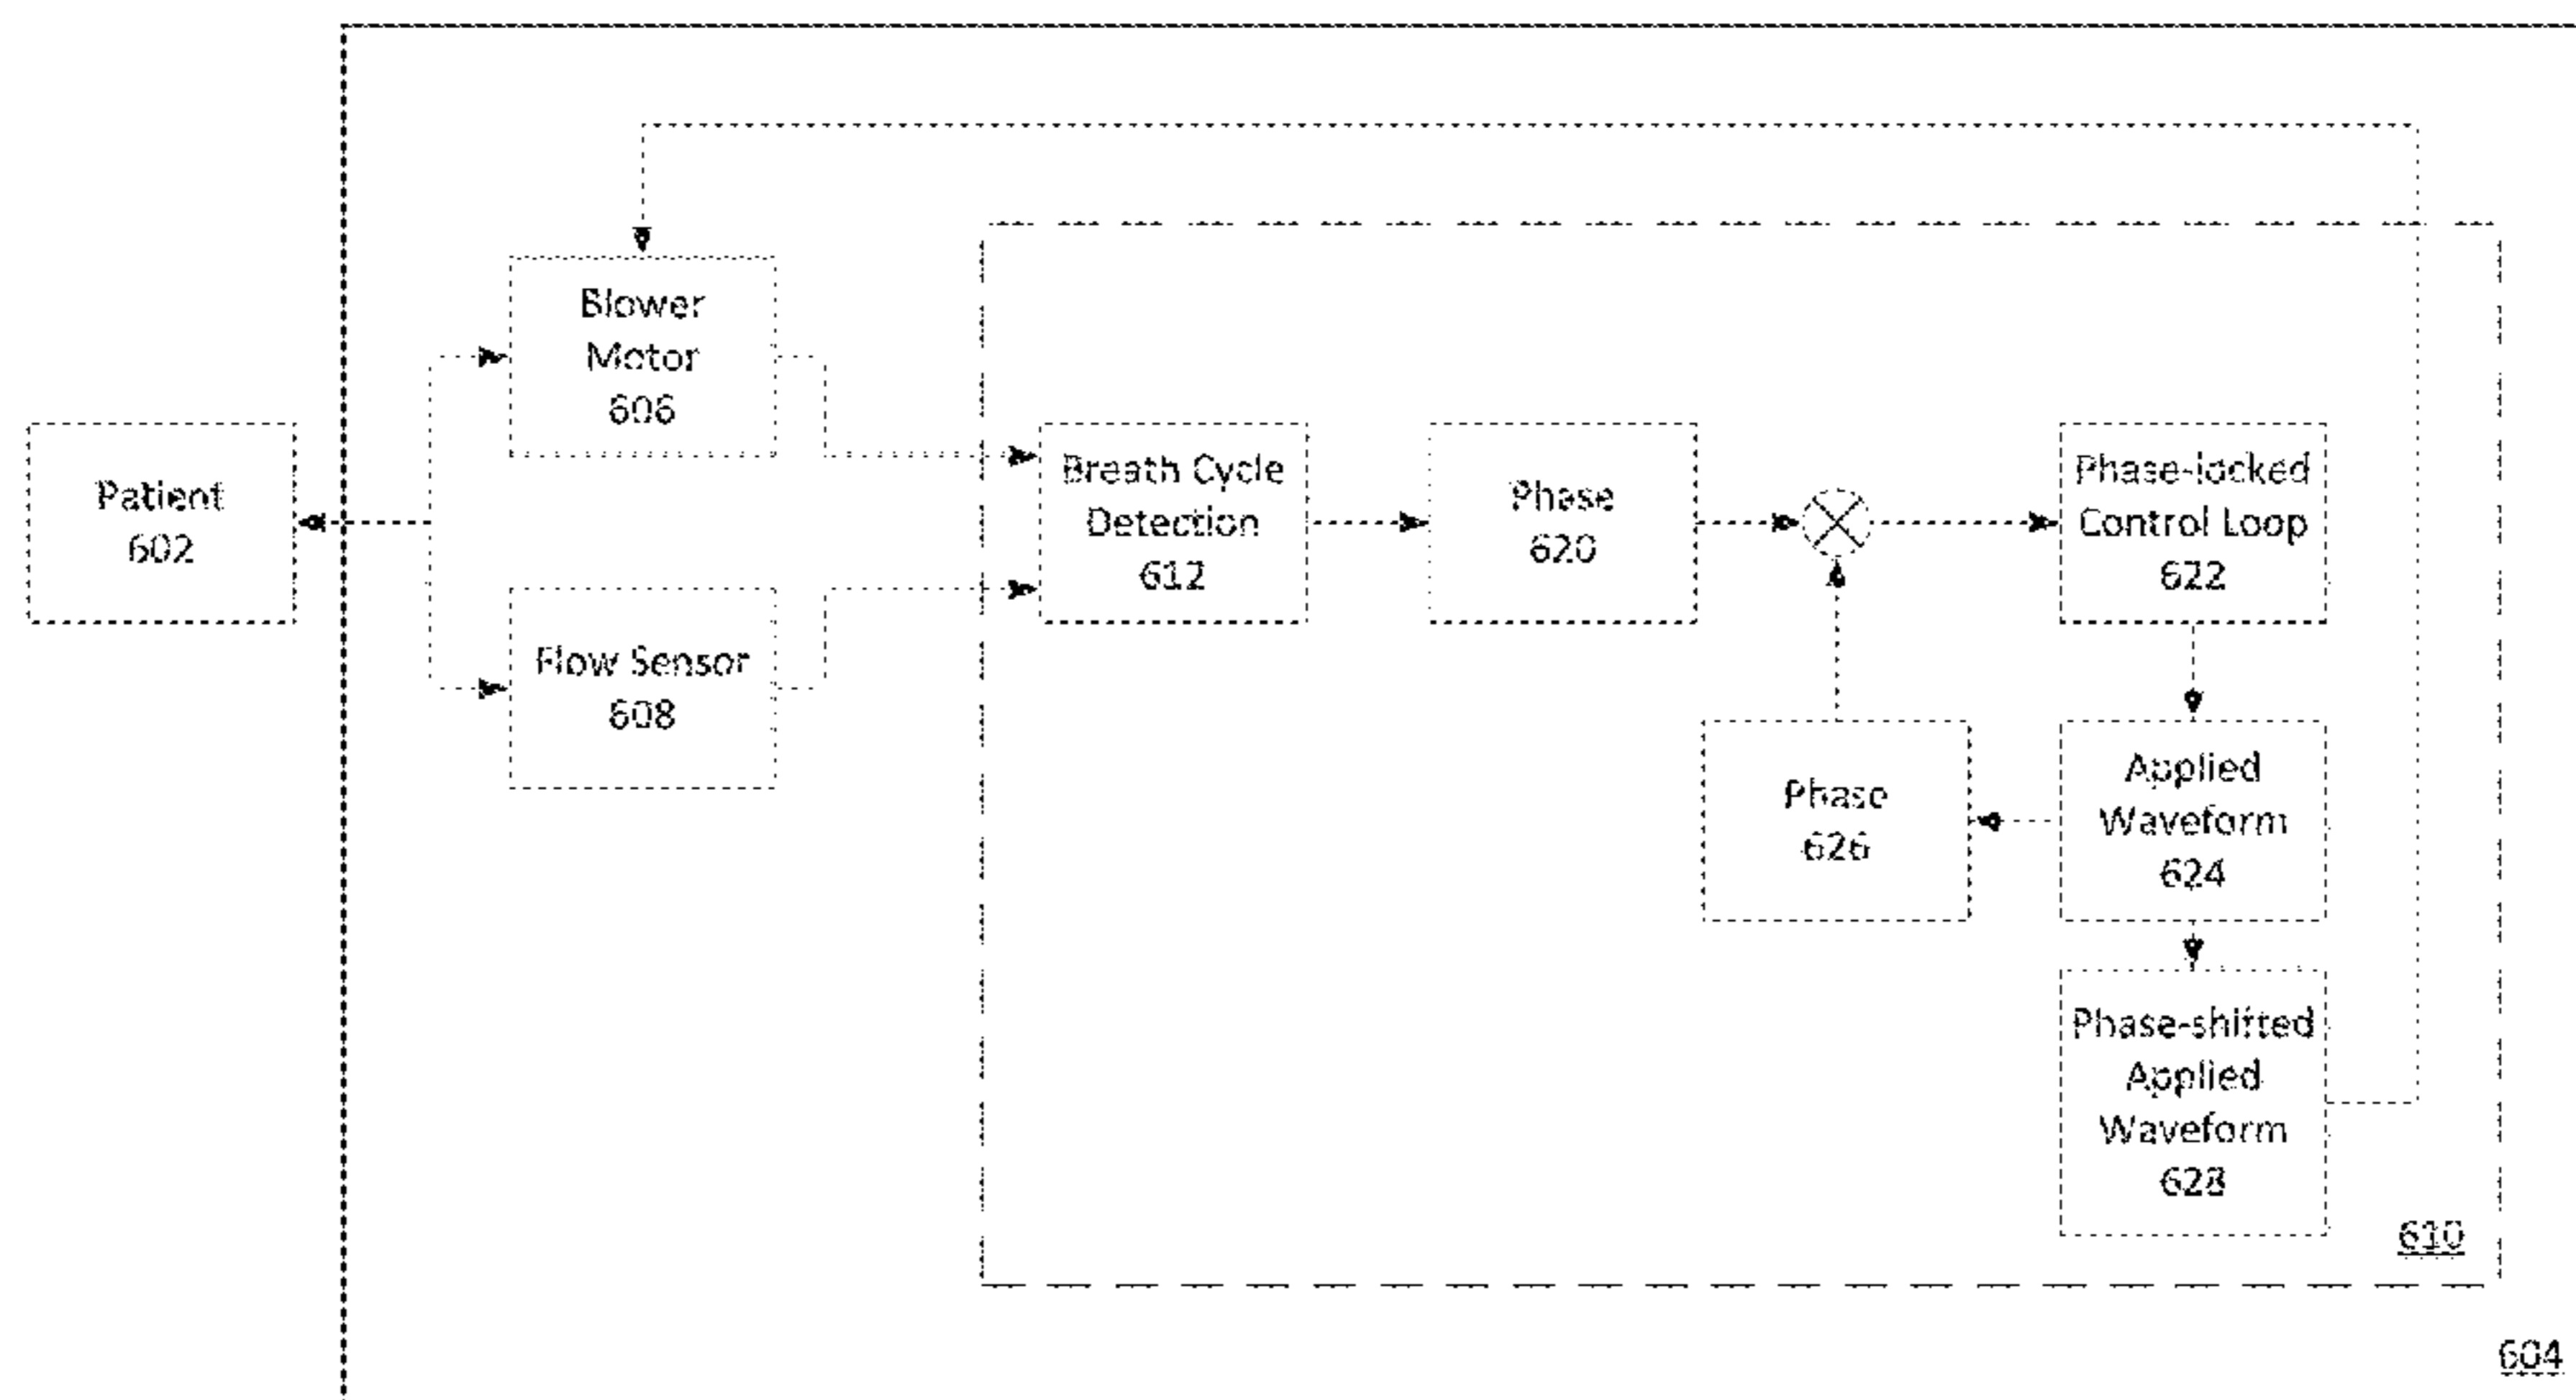 Blower
Motor
606
Patient
602
Flow Sensor
608
Breath Cycle
Detection
612
Phase
620
Phase-locked
Control Loop
622
Phase
626
Applied
Waveform
624
Phase-shifted
Applied
Waveform
628
610
604